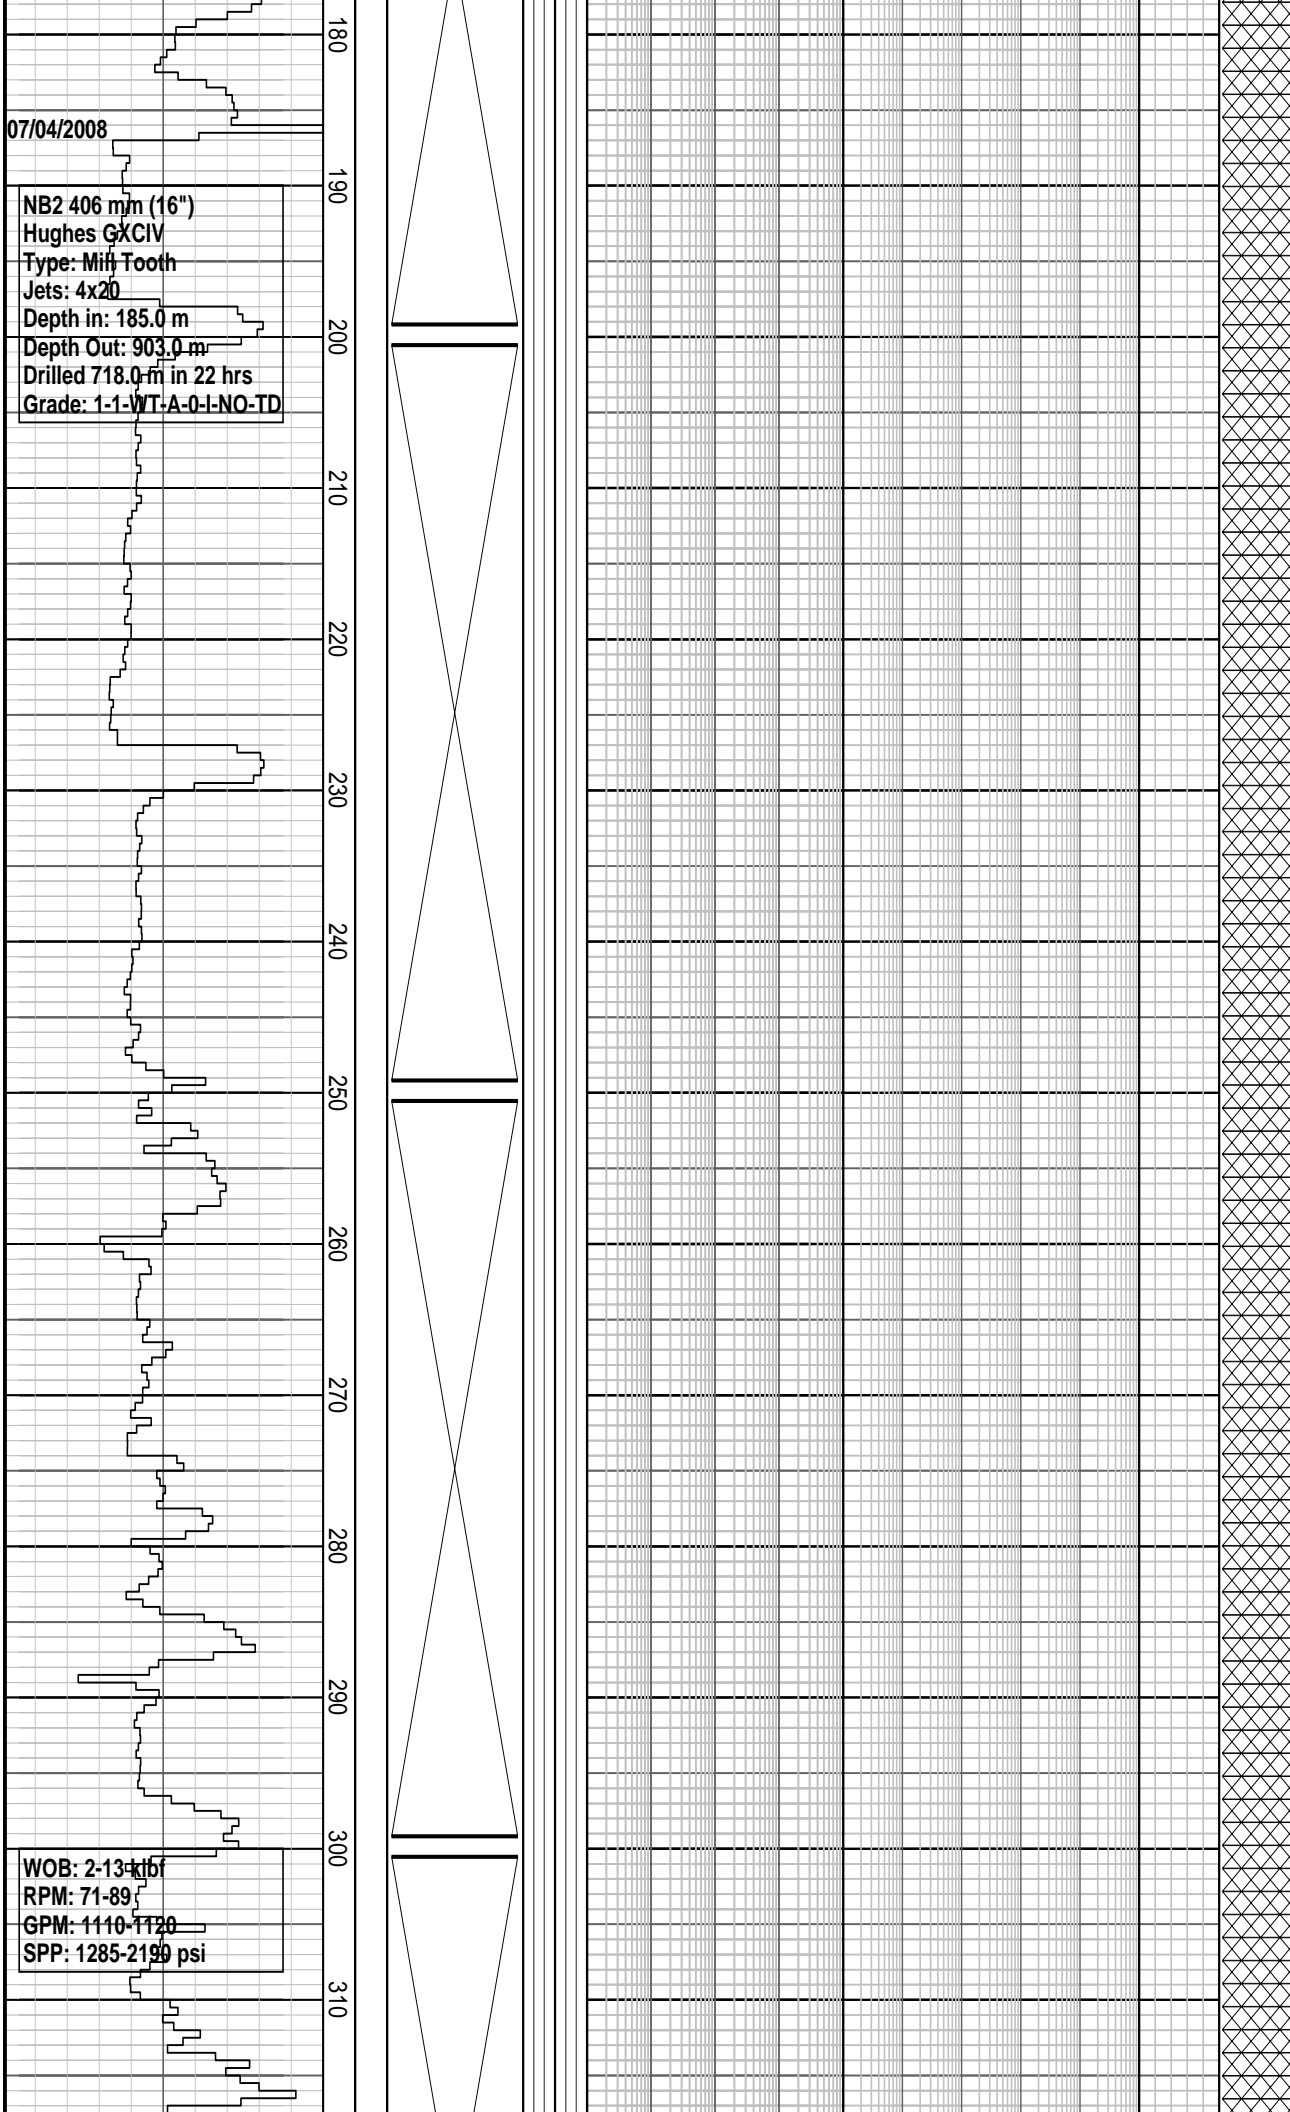 180
07/04/2008
190
NB2 406 mm (16")
Hughes GXCIV
Type: Mill Tooth
Jets: 4x20
Depth in: 185.0 m
Depth Out: 903.0 m
Drilled 718.0 m in 22 hrs
Grade: 1-1-WT-A-0-I-NO-TD
200
210
220
230
240
250
260
270
280
290
300
WOB: 2-13 klbf
RPM: 71-89
GPM: 1110-1120
SPP: 1285-2190 psi
310